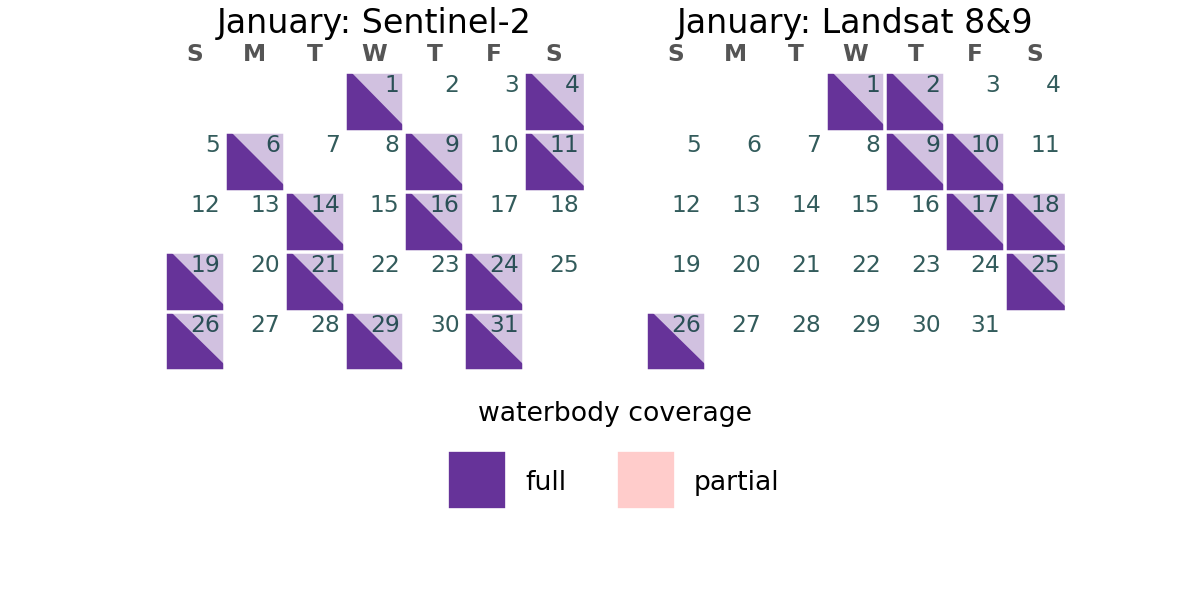 January: Sentinel-2
S M T W T F S
1 2 3 4
5 6 7 8 9 10 11
12 13 14 15 16 17 18
19 20 21 22 23 24 25
26 27 28 29 30 31
January: Landsat 8&9
S M T W T F S
1 2 3 4
5 6 7 8 9 10 11
12 13 14 15 16 17 18
19 20 21 22 23 24 25
26 27 28 29 30 31
waterbody coverage
full partial